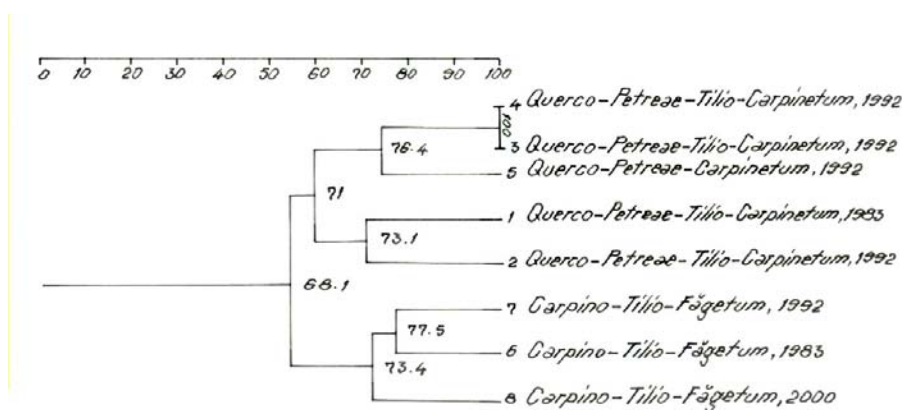 0 10 20 30 40 50 60 70 80 90 100
4 Querco-Petreae-Tilio-Carpinetum, 1992
100
3 Querco-Petreae-Tilio-Carpinetum, 1992
76.4
5 Querco-Petreae-Carpinetum, 1992
71
1 Querco-Petreae-Tilio-Carpinetum, 1983
73.1
2 Querco-Petreae-Tilio-Carpinetum, 1992
68.1
7 Carpino-Tilio-Făgetum, 1992
77.5
6 Carpino-Tilio-Făgetum, 1983
73.4
8 Carpino-Tilio-Făgetum, 2000